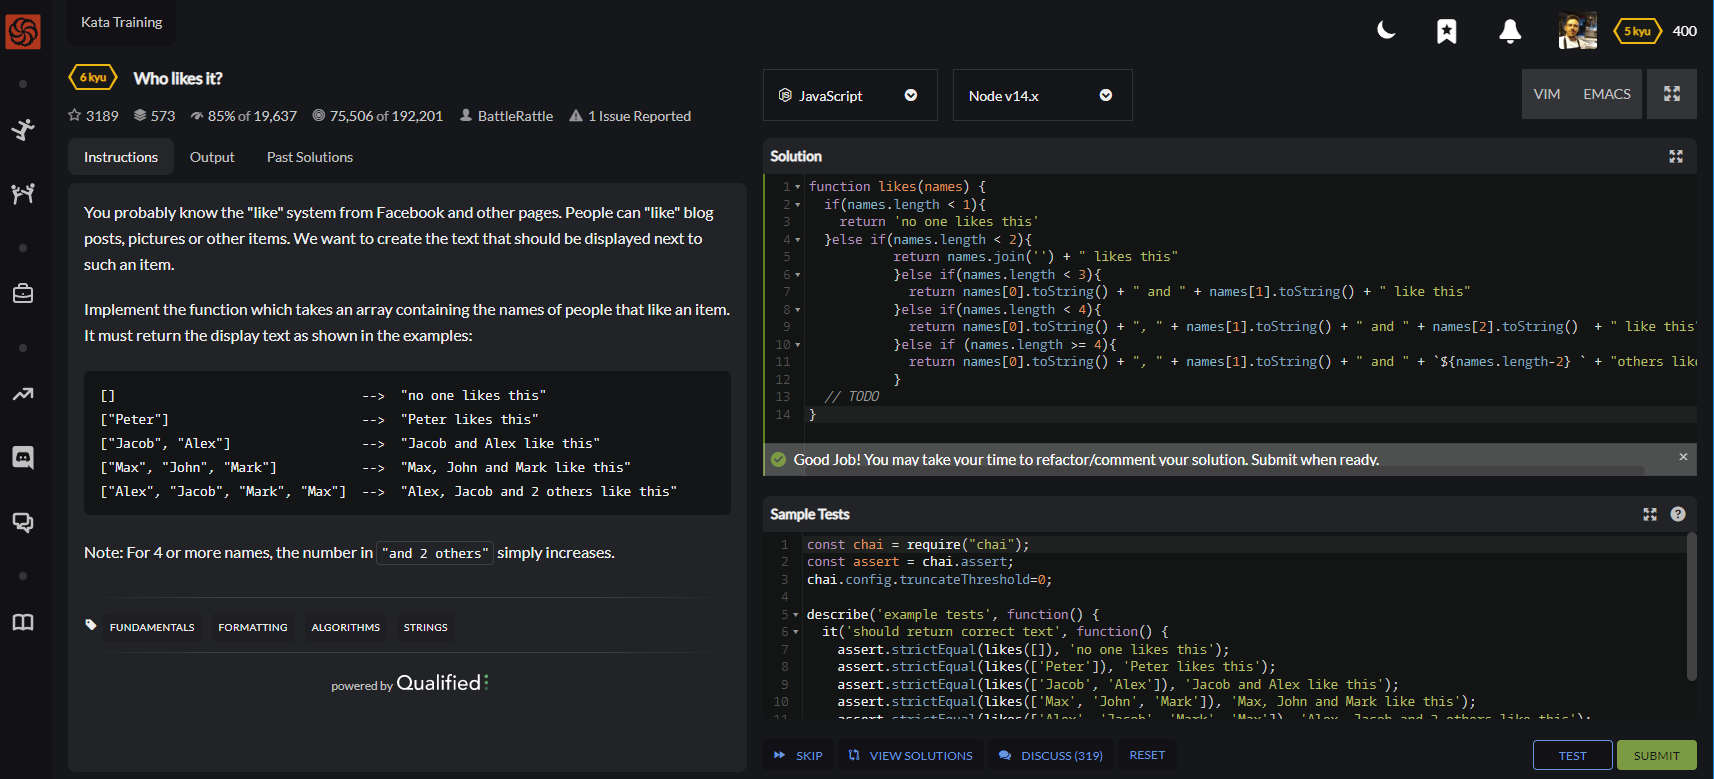 Kata Training
5 kyu
400
6 kyu
Who likes it?
3189
573
85% of 19,637
75,506 of 192,201
BattleRattle
1 Issue Reported
JavaScript
Node v14.x
VIM
EMACS
Instructions
Output
Past Solutions
You probably know the "like" system from Facebook and other pages. People can "like" blog
posts, pictures or other items. We want to create the text that should be displayed next to
such an item.
Implement the function which takes an array containing the names of people that like an item.
It must return the display text as shown in the examples:
[] --> "no one likes this"
["Peter"] --> "Peter likes this"
["Jacob", "Alex"] --> "Jacob and Alex like this"
["Max", "John", "Mark"] --> "Max, John and Mark like this"
["Alex", "Jacob", "Mark", "Max"] --> "Alex, Jacob and 2 others like this"
Note: For 4 or more names, the number in "and 2 others" simply increases.
FUNDAMENTALS
FORMATTING
ALGORITHMS
STRINGS
powered by Qualified
Solution
1 function likes(names) {
2 if(names.length < 1){
3 return 'no one likes this'
4 }else if(names.length < 2){
5 return names.join('') + " likes this"
6 }else if(names.length < 3){
7 return names[0].toString() + " and " + names[1].toString() + " like this"
8 }else if(names.length < 4){
9 return names[0].toString() + ", " + names[1].toString() + " and " + names[2].toString()  + " like this"
10 }else if (names.length >= 4){
11 return names[0].toString() + ", " + names[1].toString() + " and " + `${names.length-2} ` + "others lik
12 }
13 // TODO
14 }
Good Job! You may take your time to refactor/comment your solution. Submit when ready.
Sample Tests
1 const chai = require("chai");
2 const assert = chai.assert;
3 chai.config.truncateThreshold=0;
4
5 describe('example tests', function() {
6 it('should return correct text', function() {
7 assert.strictEqual(likes([]), 'no one likes this');
8 assert.strictEqual(likes(['Peter']), 'Peter likes this');
9 assert.strictEqual(likes(['Jacob', 'Alex']), 'Jacob and Alex like this');
10 assert.strictEqual(likes(['Max', 'John', 'Mark']), 'Max, John and Mark like this');
11 assert.strictEqual(likes(['Alex', 'Jacob', 'Mark', 'Max']), 'Alex, Jacob and 2 others like this');
SKIP
VIEW SOLUTIONS
DISCUSS (319)
RESET
TEST
SUBMIT